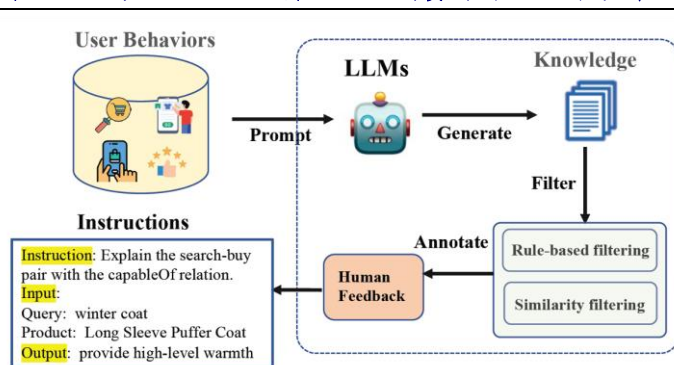 User Behaviors
LLMs
Knowledge
Prompt
Generate
Filter
Rule-based filtering
Similarity filtering
Annotate
Human
Feedback
Instructions
Instruction: Explain the search-buy
pair with the capableOf relation.
Input:
Query: winter coat
Product: Long Sleeve Puffer Coat
Output: provide high-level warmth